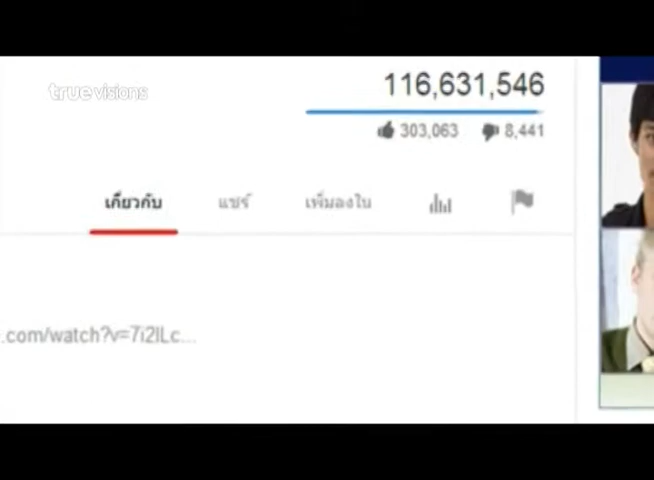 truevisions
116,631,546
303,063 8,441
เกี่ยวกับ แชร์ เพิ่มลงใน
.com/watch?v=7i2lLc...